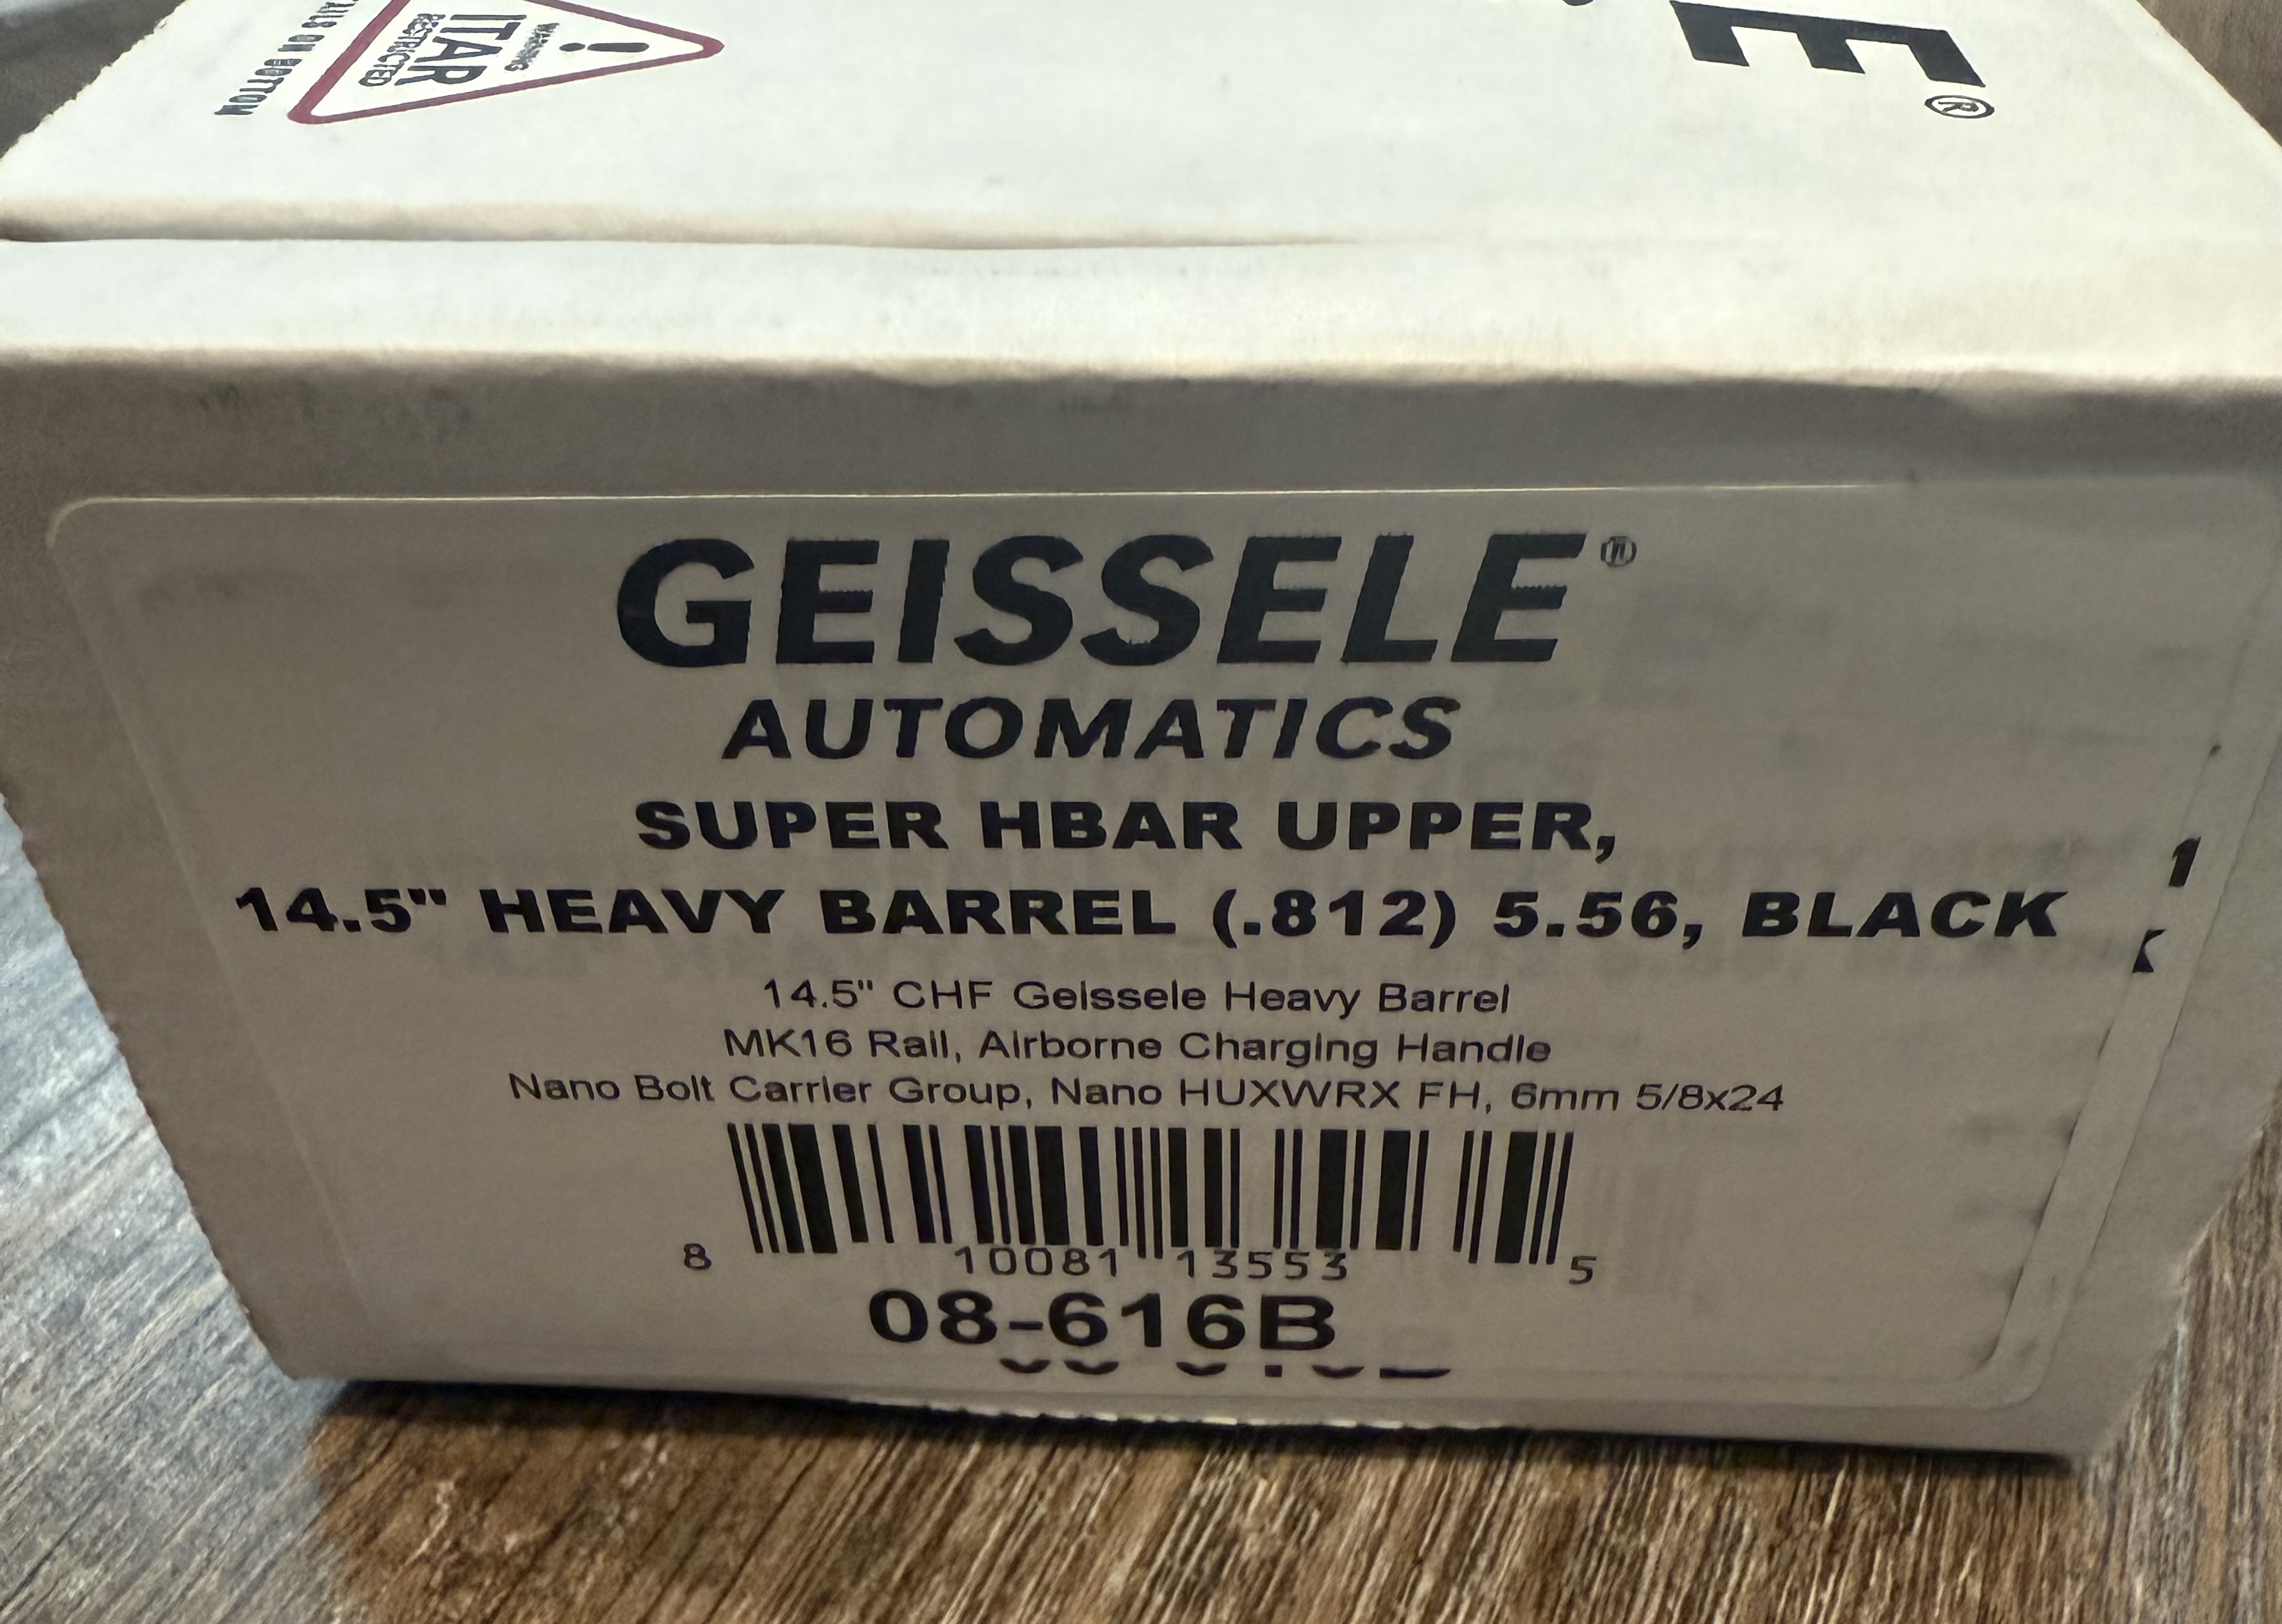 WARNING
ITAR
RESTRICTED
ON BOTTOM
E®
GEISSELE®
AUTOMATICS
SUPER HBAR UPPER,
14.5" HEAVY BARREL (.812) 5.56, BLACK
14.5" CHF Geissele Heavy Barrel
MK16 Rail, Airborne Charging Handle
Nano Bolt Carrier Group, Nano HUXWRX FH, 6mm 5/8x24
8 10081 13553 5
08-616B